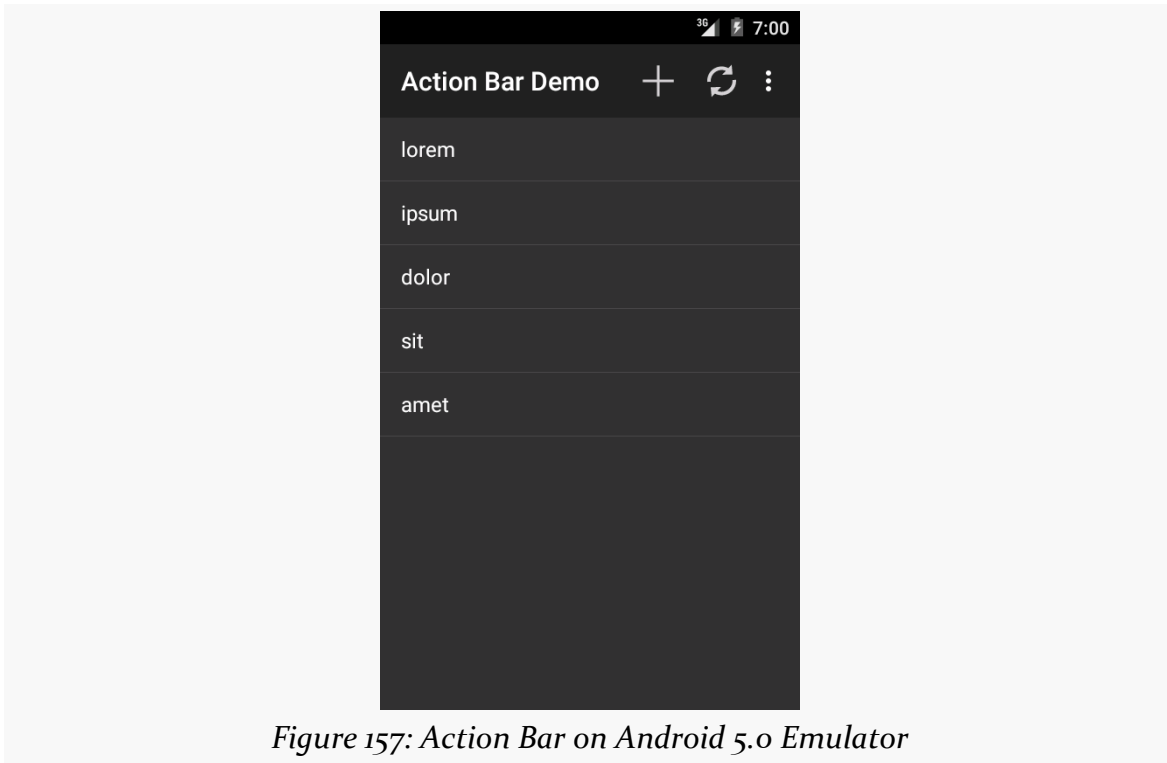 3G 7:00
Action Bar Demo
lorem
ipsum
dolor
sit
amet
Figure 157: Action Bar on Android 5.0 Emulator